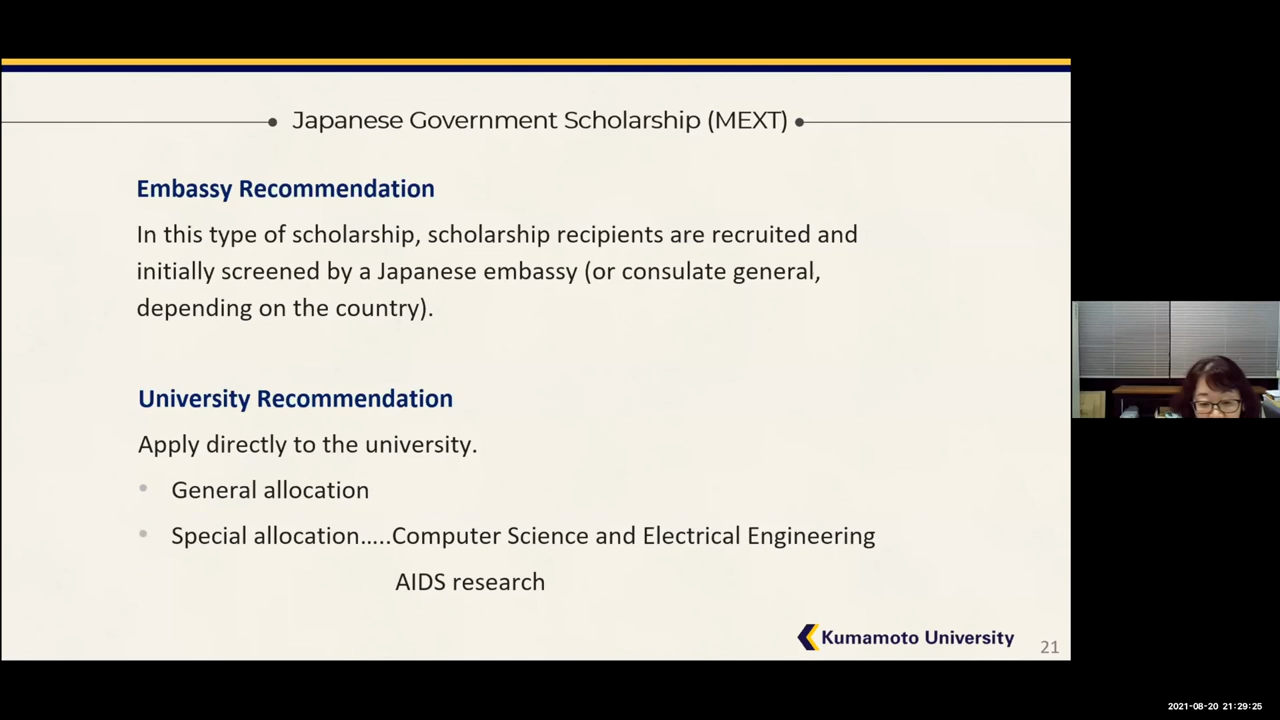 Japanese Government Scholarship (MEXT)
Embassy Recommendation
In this type of scholarship, scholarship recipients are recruited and
initially screened by a Japanese embassy (or consulate general,
depending on the country).
University Recommendation
Apply directly to the university.
• General allocation
• Special allocation.....Computer Science and Electrical Engineering
AIDS research
Kumamoto University
21
2021-08-20 21:29:25